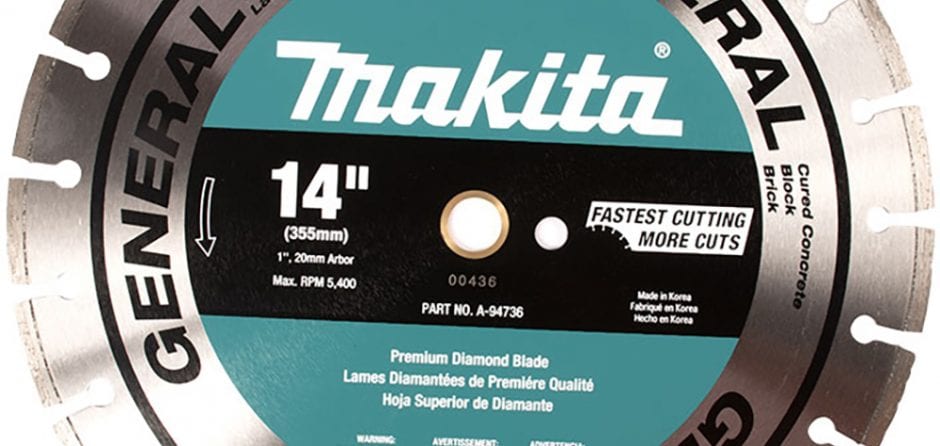 GENERAL
makita®
14"
(355mm)
1", 20mm Arbor
Max. RPM 5,400
00436
PART NO. A-94736
FASTEST CUTTING
MORE CUTS
Made in Korea
Fabriqué en Korea
Hecho en Korea
Cured Concrete
Block
Brick
Premium Diamond Blade
Lames Diamantées de Première Qualité
Hoja Superior de Diamante
WARNING:
AVERTISSEMENT:
ADVERTENCIA: